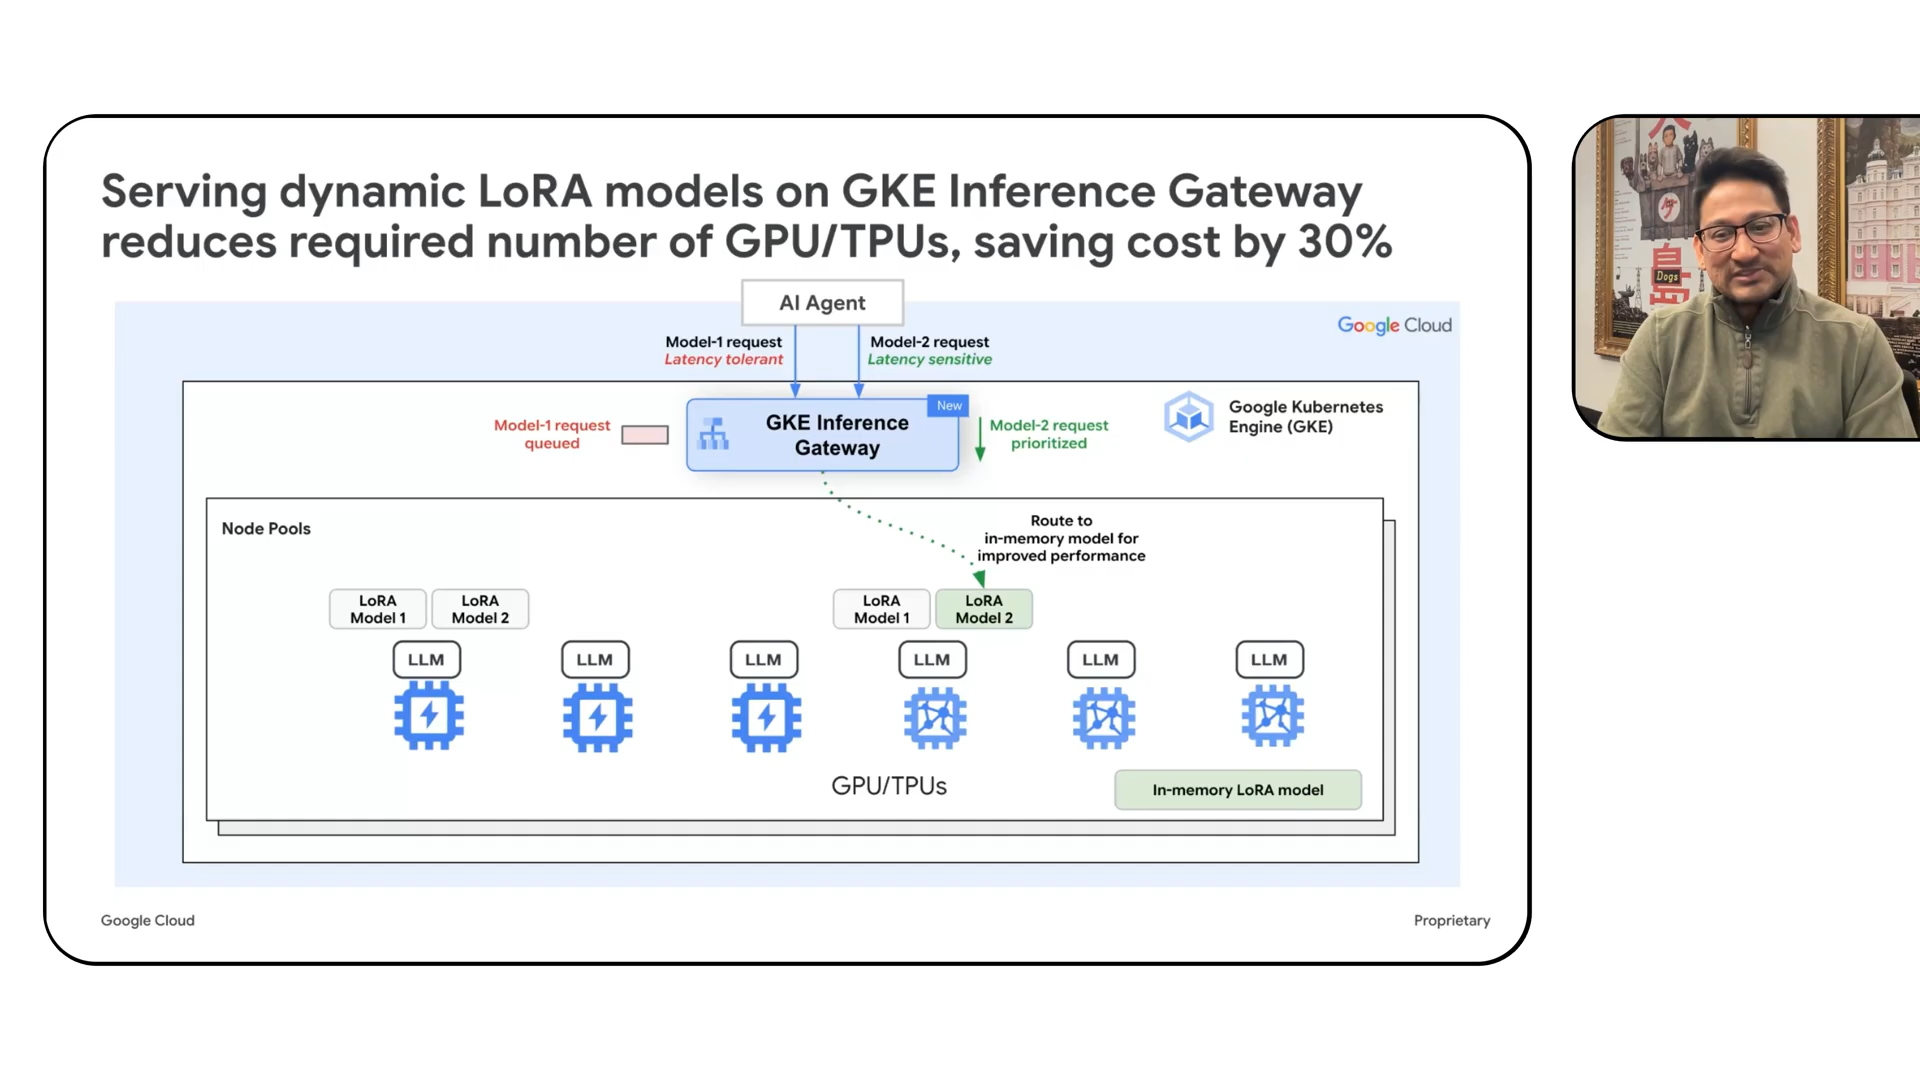 Serving dynamic LoRA models on GKE Inference Gateway
reduces required number of GPU/TPUs, saving cost by 30%
AI Agent
Google Cloud
Model-1 request
Latency tolerant
Model-2 request
Latency sensitive
New
GKE Inference
Gateway
Model-1 request
queued
Model-2 request
prioritized
Google Kubernetes
Engine (GKE)
Node Pools
Route to
in-memory model for
improved performance
LoRA
Model 1
LoRA
Model 2
LoRA
Model 1
LoRA
Model 2
LLM
LLM
LLM
LLM
LLM
LLM
GPU/TPUs
In-memory LoRA model
Google Cloud
Proprietary
Dogs